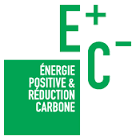 E+
C−
ÉNERGIE
POSITIVE &
RÉDUCTION
CARBONE